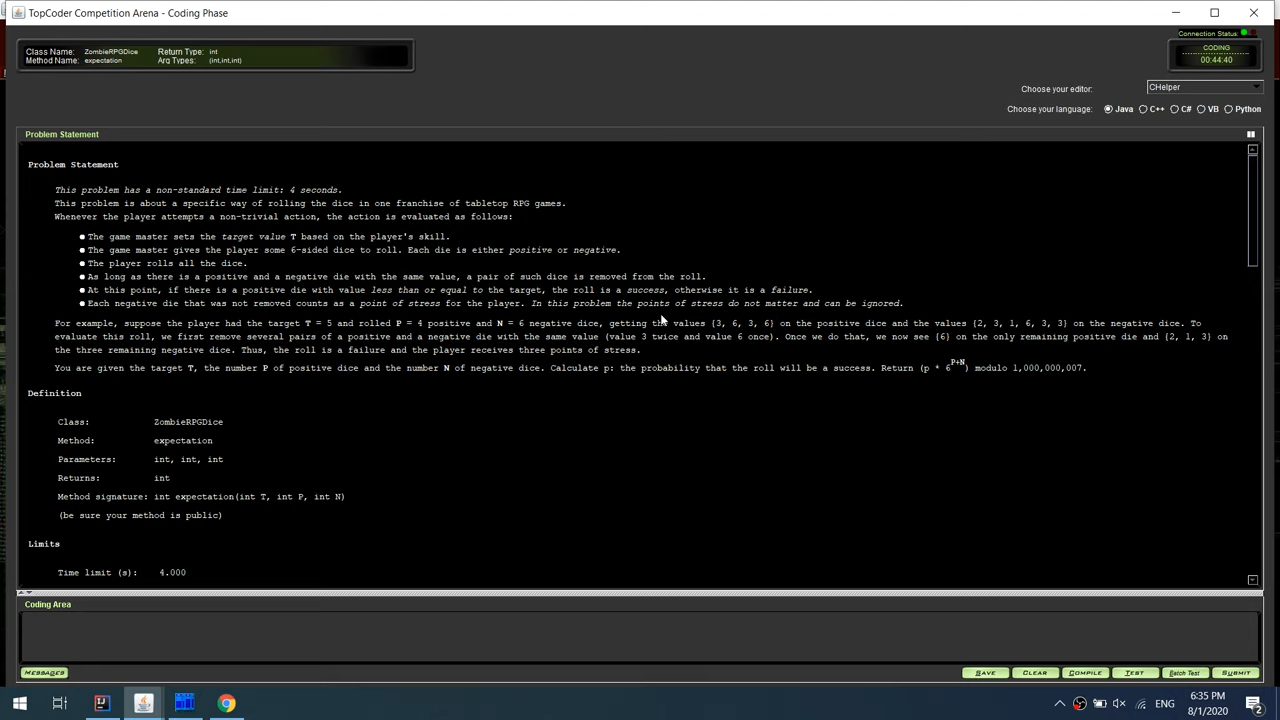 TopCoder Competition Arena - Coding Phase
Connection Status:
Class Name: ZombieRPGDice Return Type: int
Method Name: expectation Arg Types: (int,int,int)
CODING
00:44:40
Choose your editor: CHelper
Choose your language: Java C++ C# VB Python
Problem Statement
Problem Statement
This problem has a non-standard time limit: 4 seconds.
This problem is about a specific way of rolling the dice in one franchise of tabletop RPG games.
Whenever the player attempts a non-trivial action, the action is evaluated as follows:
● The game master sets the target value T based on the player's skill.
● The game master gives the player some 6-sided dice to roll. Each die is either positive or negative.
● The player rolls all the dice.
● As long as there is a positive and a negative die with the same value, a pair of such dice is removed from the roll.
● At this point, if there is a positive die with value less than or equal to the target, the roll is a success, otherwise it is a failure.
● Each negative die that was not removed counts as a point of stress for the player. In this problem the points of stress do not matter and can be ignored.
For example, suppose the player had the target T = 5 and rolled P = 4 positive and N = 6 negative dice, getting the values {3, 6, 3, 6} on the positive dice and the values {2, 3, 1, 6, 3, 3} on the negative dice. To
evaluate this roll, we first remove several pairs of a positive and a negative die with the same value (value 3 twice and value 6 once). Once we do that, we now see {6} on the only remaining positive die and {2, 1, 3} on
the three remaining negative dice. Thus, the roll is a failure and the player receives three points of stress.
You are given the target T, the number P of positive dice and the number N of negative dice. Calculate p: the probability that the roll will be a success. Return (p * 6^P+N) modulo 1,000,000,007.
Definition
Class: ZombieRPGDice
Method: expectation
Parameters: int, int, int
Returns: int
Method signature: int expectation(int T, int P, int N)
(be sure your method is public)
Limits
Time limit (s): 4.000
Coding Area
MESSAGES SAVE CLEAR COMPILE TEST Batch Test SUBMIT
6:35 PM
ENG
8/1/2020
2